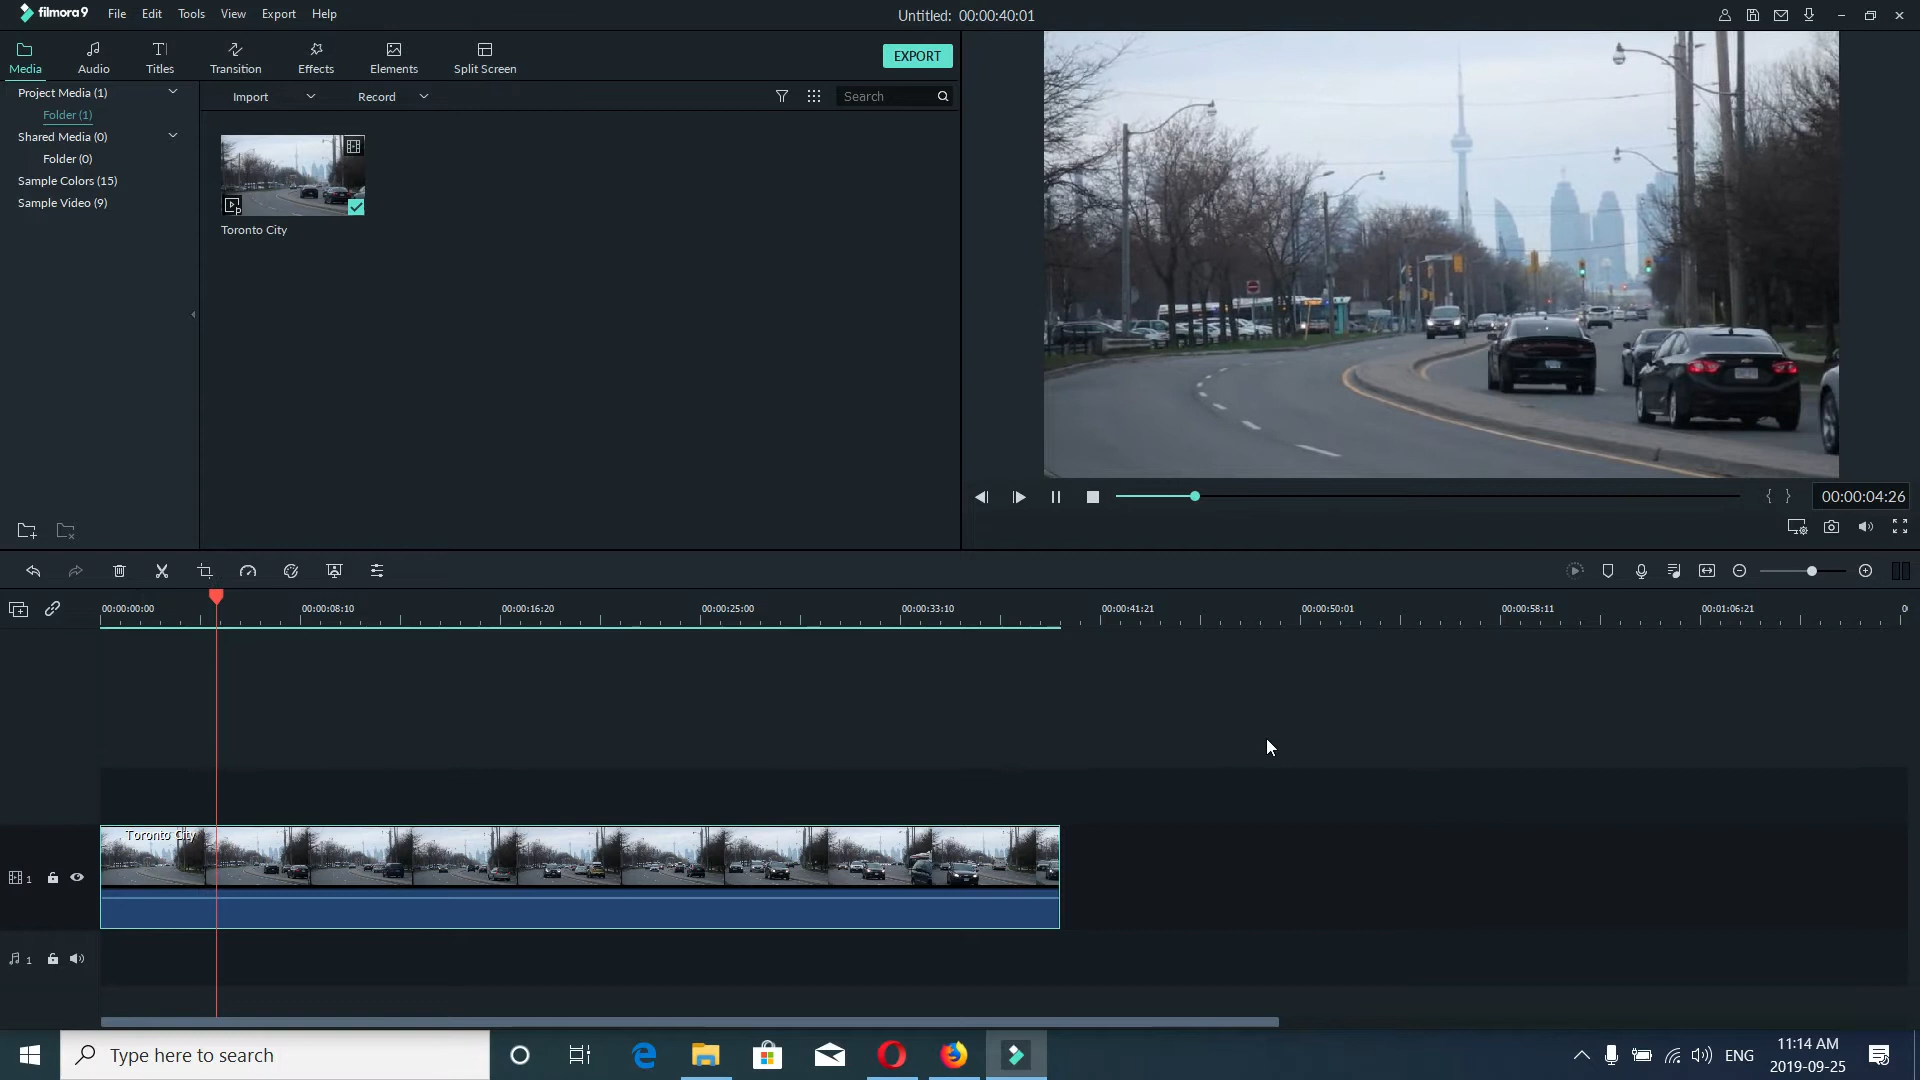 filmora9 File Edit Tools View Export Help
Untitled: 00:00:40:01
Media Audio Titles Transition Effects Elements Split Screen
EXPORT
Project Media (1)
Folder (1)
Shared Media (0)
Folder (0)
Sample Colors (15)
Sample Video (9)
Import Record
Search
Toronto City
00:00:04:26
00:00:00:00 00:00:08:10 00:00:16:20 00:00:25:00 00:00:33:10 00:00:41:21 00:00:50:01 00:00:58:11 00:01:06:21
Toronto City
1
1
Type here to search
ENG
11:14 AM
2019-09-25